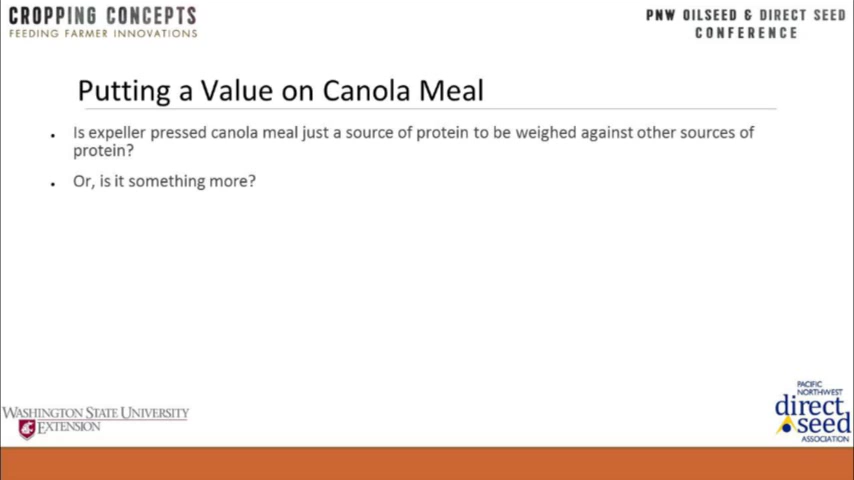 CROPPING CONCEPTS
FEEDING FARMER INNOVATIONS
PNW OILSEED & DIRECT SEED
CONFERENCE
Putting a Value on Canola Meal
• Is expeller pressed canola meal just a source of protein to be weighed against other sources of
protein?
• Or, is it something more?
WASHINGTON STATE UNIVERSITY
EXTENSION
PACIFIC
NORTHWEST
direct
seed
ASSOCIATION